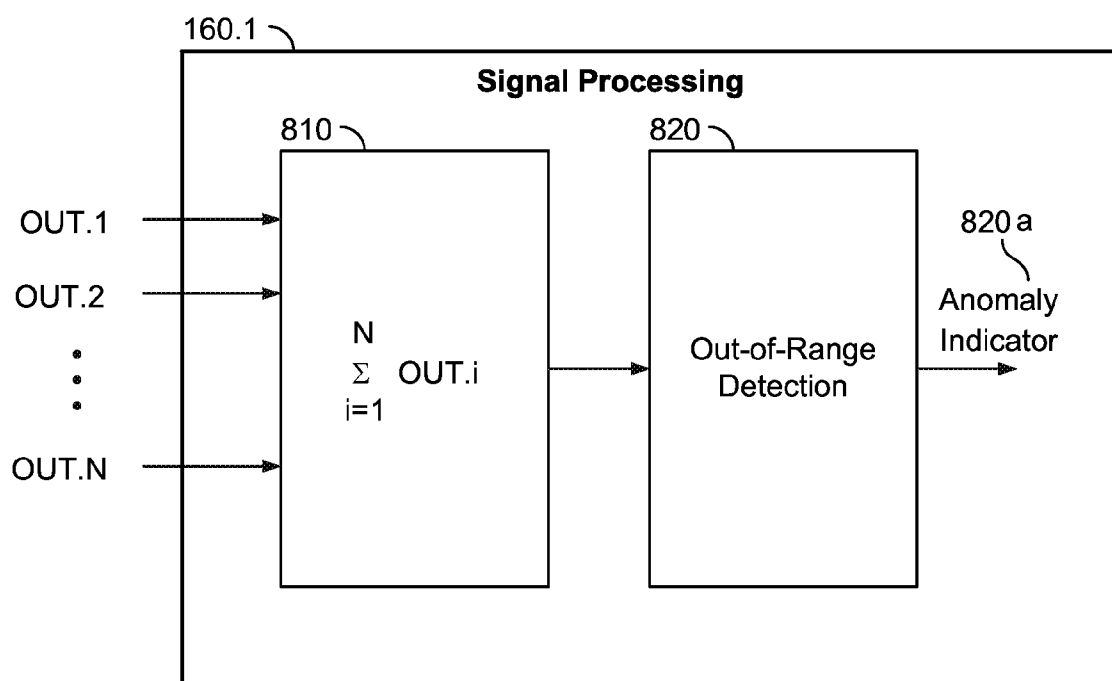 160.1
Signal Processing
810
820
OUT.1
OUT.2
OUT.N
N
Σ OUT.i
i=1
Out-of-Range
Detection
820 a
Anomaly
Indicator